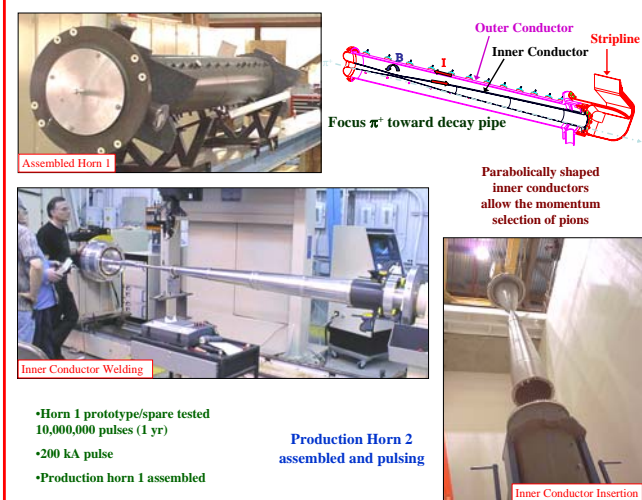 Outer Conductor
Stripline
Inner Conductor
B
I
Focus π⁺ toward decay pipe
Assembled Horn 1
Parabolically shaped
inner conductors
allow the momentum
selection of pions
Inner Conductor Welding
•Horn 1 prototype/spare tested
10,000,000 pulses (1 yr)
•200 kA pulse
•Production horn 1 assembled
Production Horn 2
assembled and pulsing
Inner Conductor Insertion